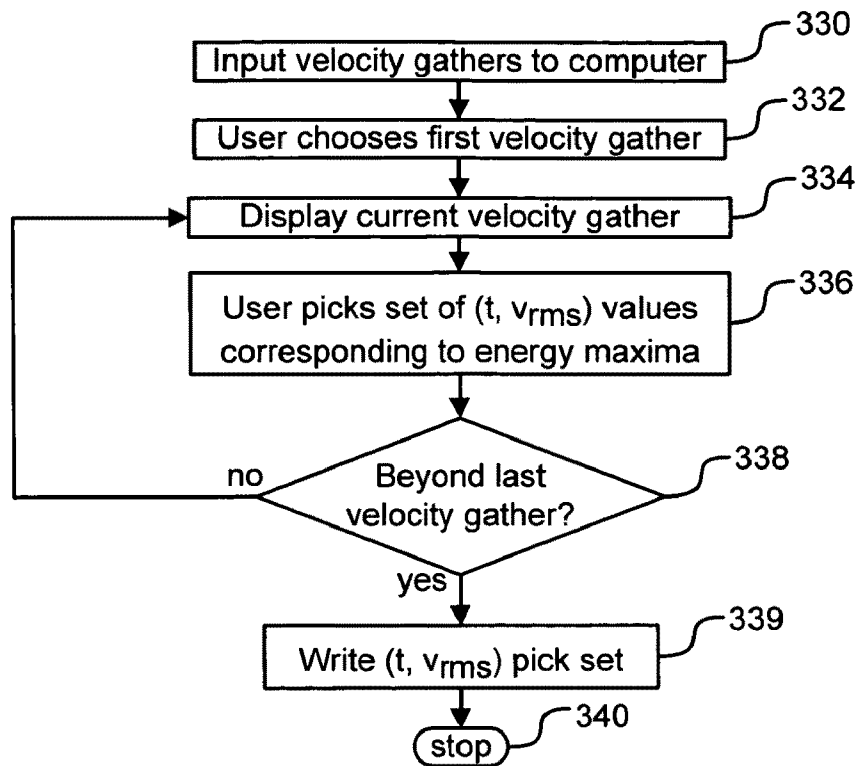 330
Input velocity gathers to computer
332
User chooses first velocity gather
334
Display current velocity gather
336
User picks set of (t, vrms) values
corresponding to energy maxima
338
no
Beyond last
velocity gather?
yes
339
Write (t, vrms) pick set
340
stop